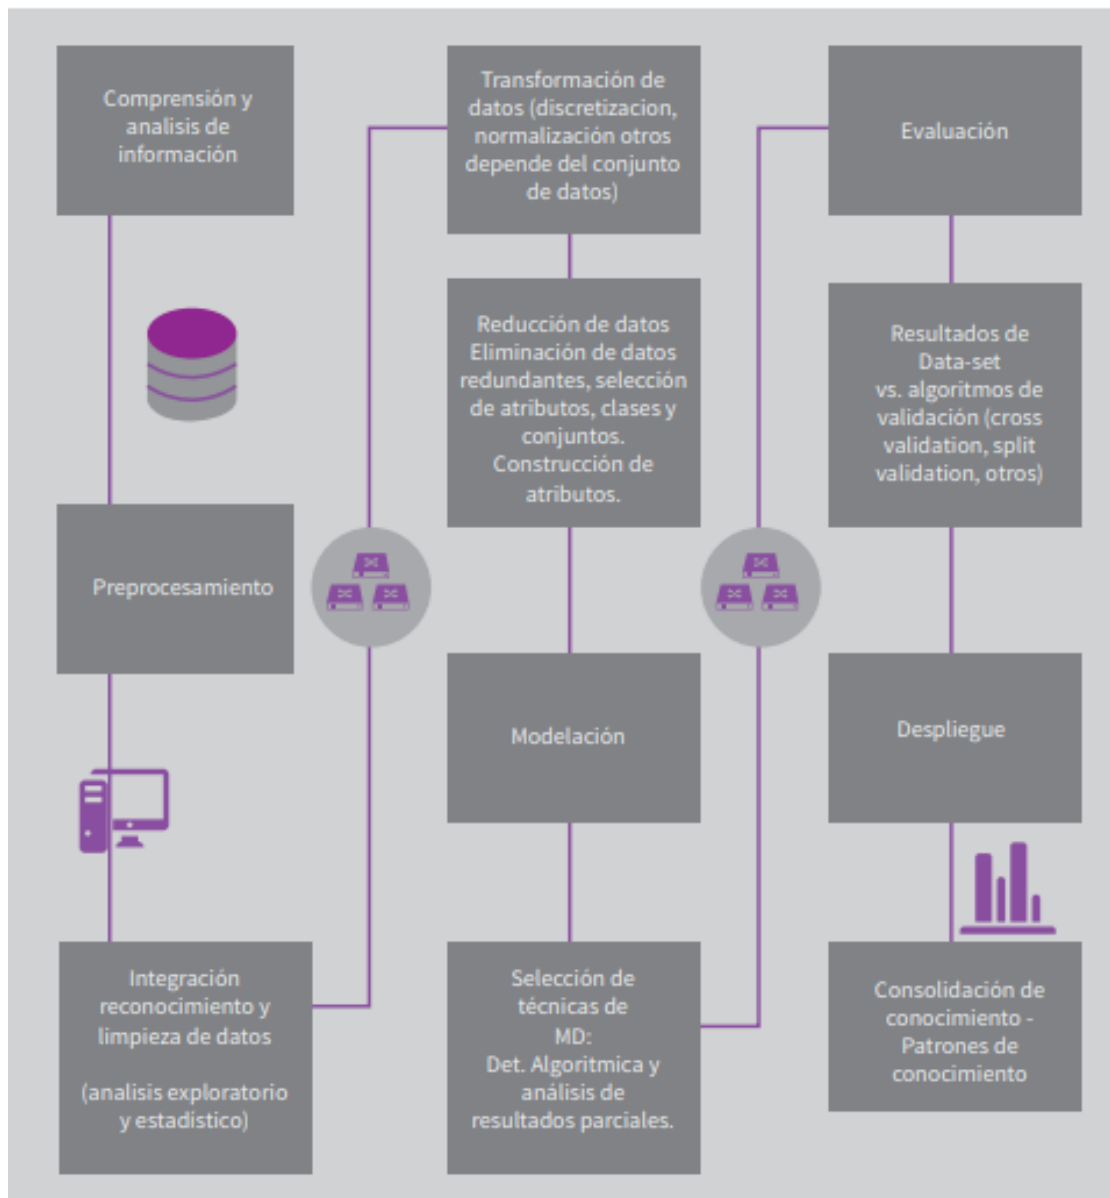 Comprensión y
analisis de
información
Preprocesamiento
Integración
reconocimiento y
limpieza de datos
(analisis exploratorio
y estadístico)
Transformación de
datos (discretizacion,
normalización otros
depende del conjunto
de datos)
Reducción de datos
Eliminación de datos
redundantes, selección
de atributos, clases y
conjuntos.
Construcción de
atributos.
Modelación
Selección de
técnicas de
MD:
Det. Algoritmica y
análisis de
resultados parciales.
Evaluación
Resultados de
Data-set
vs. algoritmos de
validación (cross
validation, split
validation, otros)
Despliegue
Consolidación de
conocimiento -
Patrones de
conocimiento